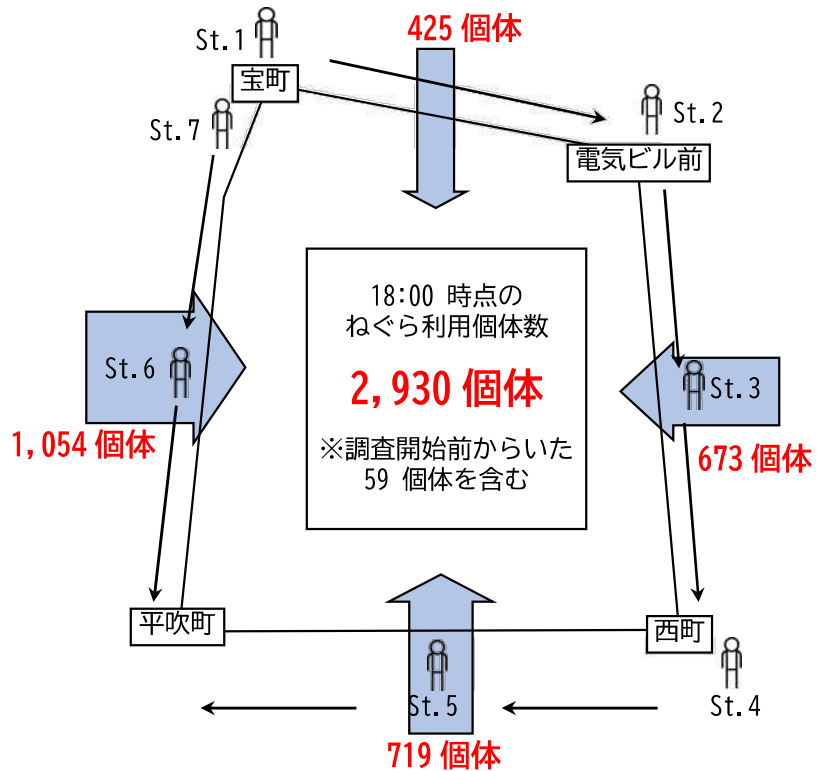 425 個体
St.1
宝町
St.2
St.7
電気ビル前
18:00 時点の
ねぐら利用個体数
2,930 個体
※調査開始前からいた
59 個体を含む
St.6
1,054 個体
St.3
673 個体
平吹町
西町
St.5
St.4
719 個体